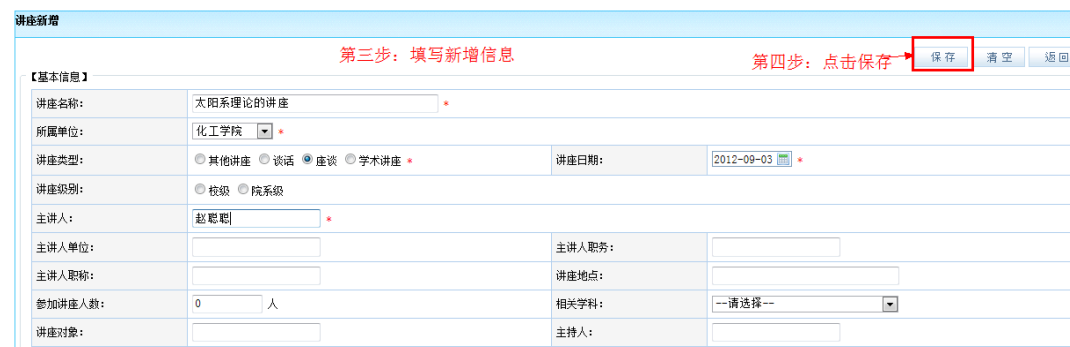 讲座新增
第三步：填写新增信息
第四步：点击保存
保存 清空 返回
【基本信息】
讲座名称： 太阳系理论的讲座 *
所属单位： 化工学院 *
讲座类型： 其他讲座 谈话 座谈 学术讲座 * 讲座日期： 2012-09-03 *
讲座级别： 校级 院系级
主讲人： 赵聪聪 *
主讲人单位： 主讲人职务：
主讲人职称： 讲座地点：
参加讲座人数： 0 人 相关学科： --请选择--
讲座对象： 主持人：